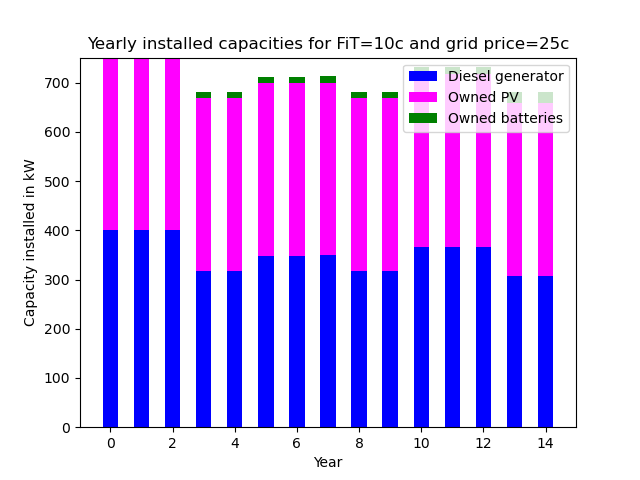 Yearly installed capacities for FiT=10c and grid price=25c
Diesel generator
Owned PV
Owned batteries
Capacity installed in kW
700
600
500
400
300
200
100
0
0 2 4 6 8 10 12 14
Year